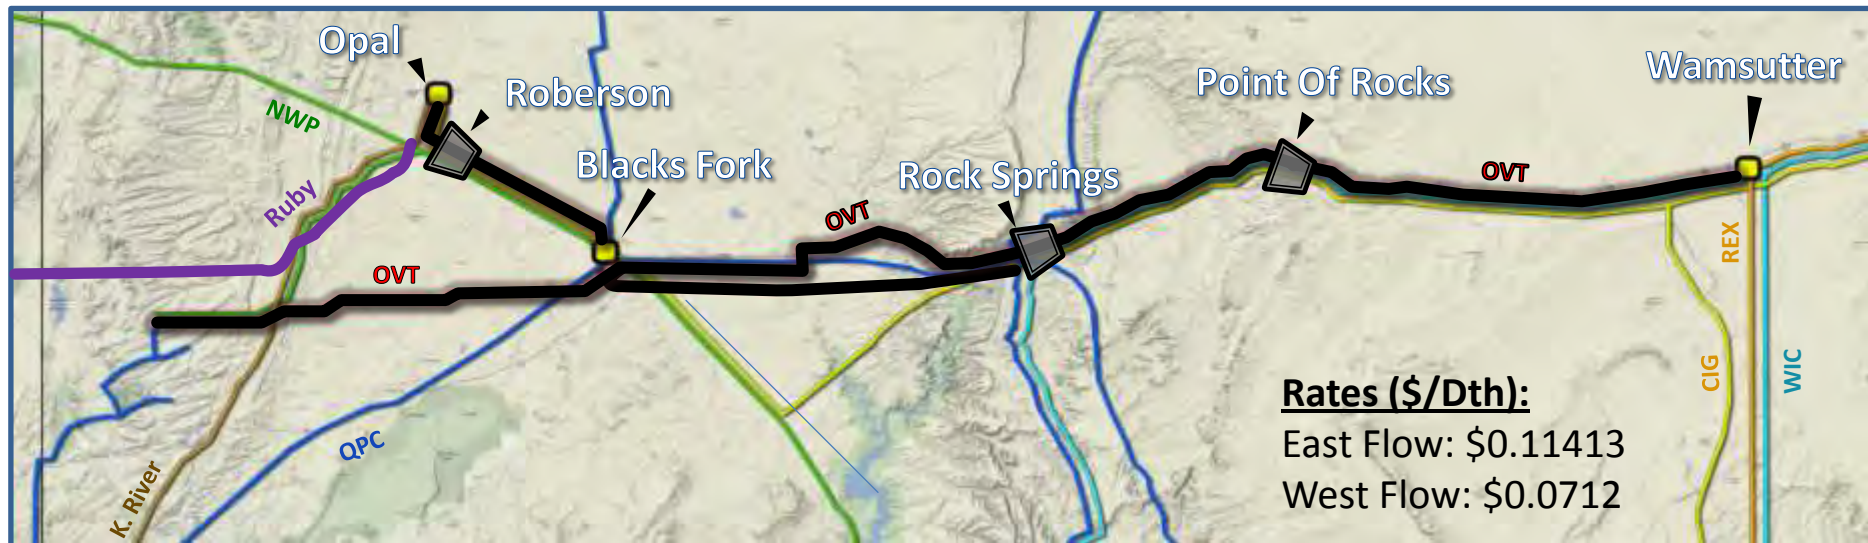 Opal
Roberson
NWP
Blacks Fork
Rock Springs
Point Of Rocks
Wamsutter
Ruby
OVT
OVT
OVT
REX
CIG
WIC
QPC
K. River
Rates ($/Dth):
East Flow: $0.11413
West Flow: $0.0712